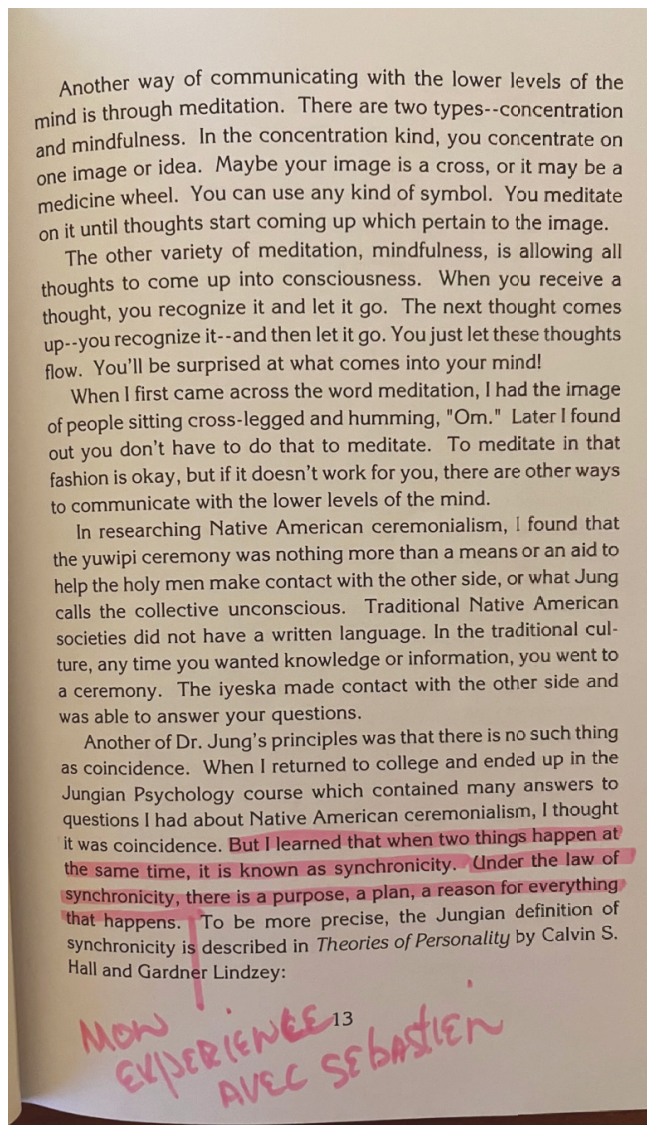 Another way of communicating with the lower levels of the
mind is through meditation. There are two types--concentration
and mindfulness. In the concentration kind, you concentrate on
one image or idea. Maybe your image is a cross, or it may be a
medicine wheel. You can use any kind of symbol. You meditate
on it until thoughts start coming up which pertain to the image.
The other variety of meditation, mindfulness, is allowing all
thoughts to come up into consciousness. When you receive a
thought, you recognize it and let it go. The next thought comes
up--you recognize it--and then let it go. You just let these thoughts
flow. You'll be surprised at what comes into your mind!
When I first came across the word meditation, I had the image
of people sitting cross-legged and humming, "Om." Later I found
out you don't have to do that to meditate. To meditate in that
fashion is okay, but if it doesn't work for you, there are other ways
to communicate with the lower levels of the mind.
In researching Native American ceremonialism, I found that
the yuwipi ceremony was nothing more than a means or an aid to
help the holy men make contact with the other side, or what Jung
calls the collective unconscious. Traditional Native American
societies did not have a written language. In the traditional cul-
ture, any time you wanted knowledge or information, you went to
a ceremony. The iyeska made contact with the other side and
was able to answer your questions.
Another of Dr. Jung's principles was that there is no such thing
as coincidence. When I returned to college and ended up in the
Jungian Psychology course which contained many answers to
questions I had about Native American ceremonialism, I thought
it was coincidence. But I learned that when two things happen at
the same time, it is known as synchronicity. Under the law of
synchronicity, there is a purpose, a plan, a reason for everything
that happens. To be more precise, the Jungian definition of
synchronicity is described in Theories of Personality by Calvin S.
Hall and Gardner Lindzey:
13
MON
EXPERIENCE
AVEC SEBASTIEN